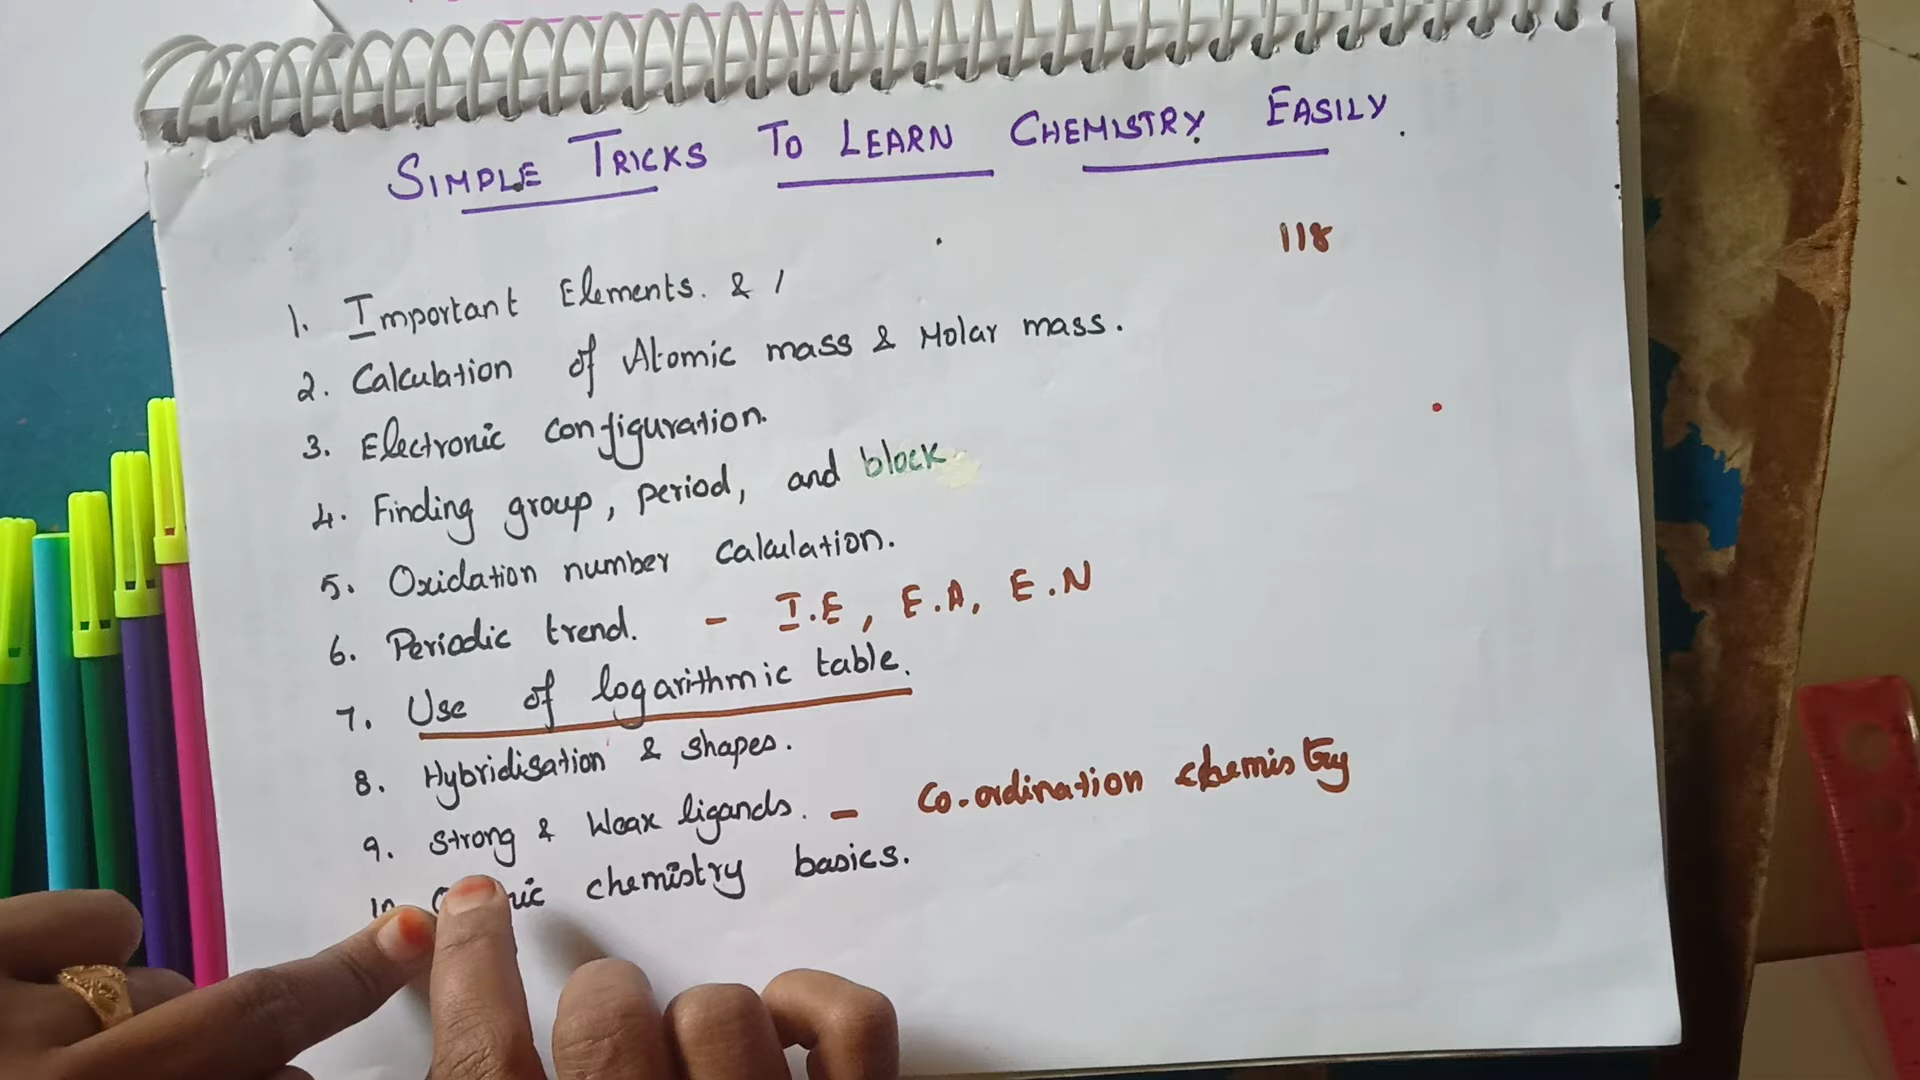 SIMPLE TRICKS TO LEARN CHEMISTRY EASILY.
118
1. Important Elements. & /
2. Calculation of Atomic mass & Molar mass.
3. Electronic configuration.
4. Finding group, period, and block
5. Oxidation number calculation.
6. Periodic trend. - I.E, E.A, E.N
7. Use of logarithmic table.
8. Hybridisation & shapes.
9. Strong & Weak ligands. - Co-ordination chemistry
chemistry basics.